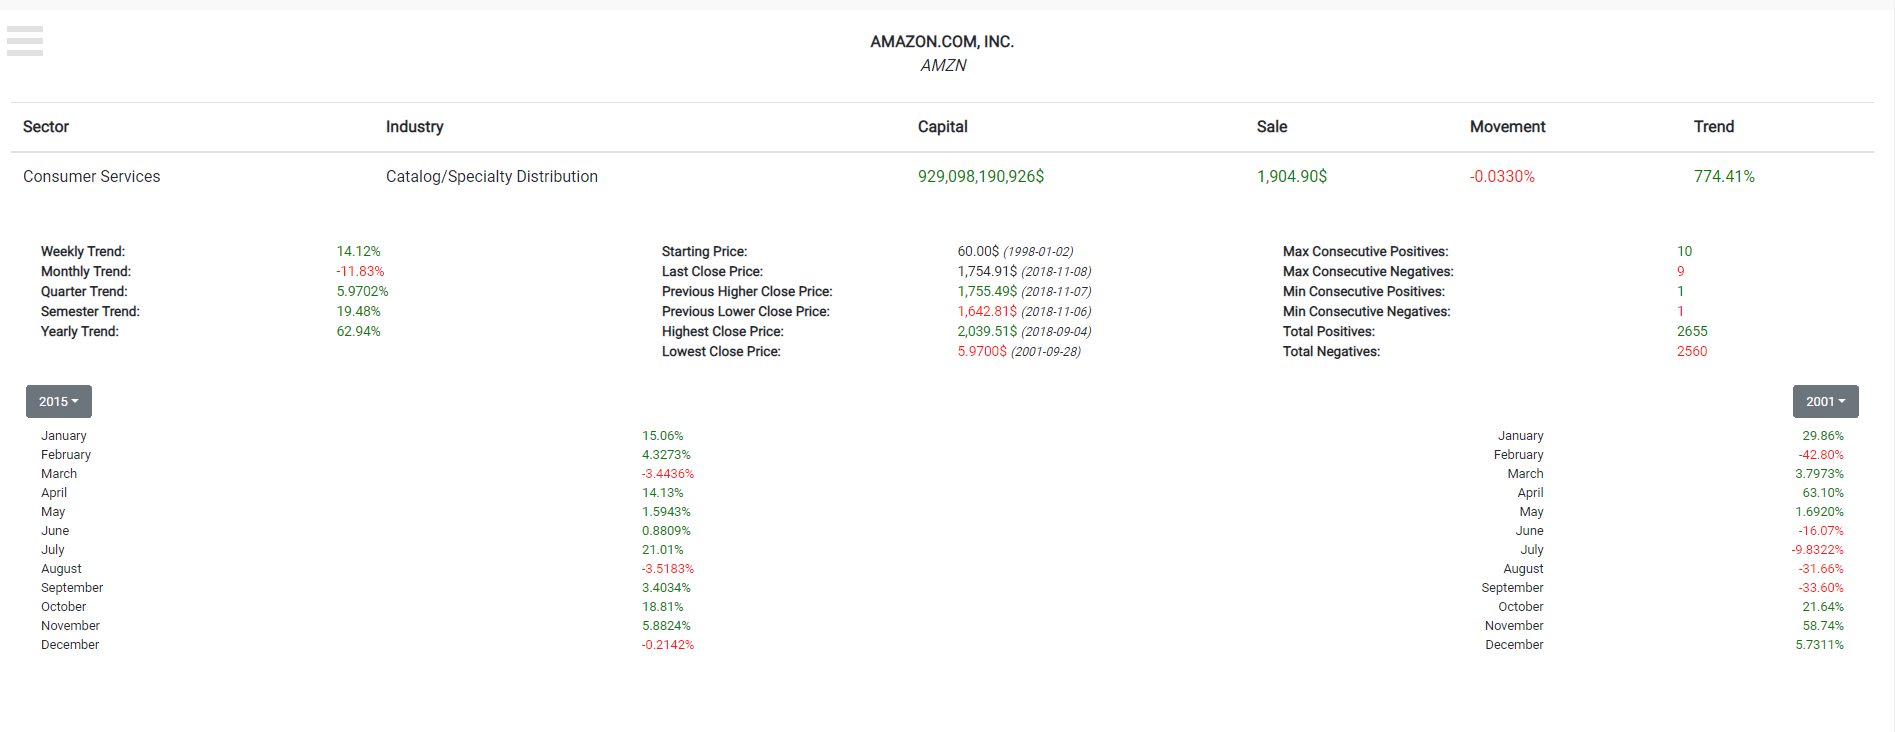 AMAZON.COM, INC.
AMZN
Sector Industry Capital Sale Movement Trend
Consumer Services Catalog/Specialty Distribution 929,098,190,926$ 1,904.90$ -0.0330% 774.41%
Weekly Trend: 14.12% Starting Price: 60.00$ (1998-01-02) Max Consecutive Positives: 10
Monthly Trend: -11.83% Last Close Price: 1,754.91$ (2018-11-08) Max Consecutive Negatives: 9
Quarter Trend: 5.9702% Previous Higher Close Price: 1,755.49$ (2018-11-07) Min Consecutive Positives: 1
Semester Trend: 19.48% Previous Lower Close Price: 1,642.81$ (2018-11-06) Min Consecutive Negatives: 1
Yearly Trend: 62.94% Highest Close Price: 2,039.51$ (2018-09-04) Total Positives: 2655
Lowest Close Price: 5.9700$ (2001-09-28) Total Negatives: 2560
2015 2001
January 15.06% January 29.86%
February 4.3273% February -42.80%
March -3.4436% March 3.7973%
April 14.13% April 63.10%
May 1.5943% May 1.6920%
June 0.8809% June -16.07%
July 21.01% July -9.8322%
August -3.5183% August -31.66%
September 3.4034% September -33.60%
October 18.81% October 21.64%
November 5.8824% November 58.74%
December -0.2142% December 5.7311%